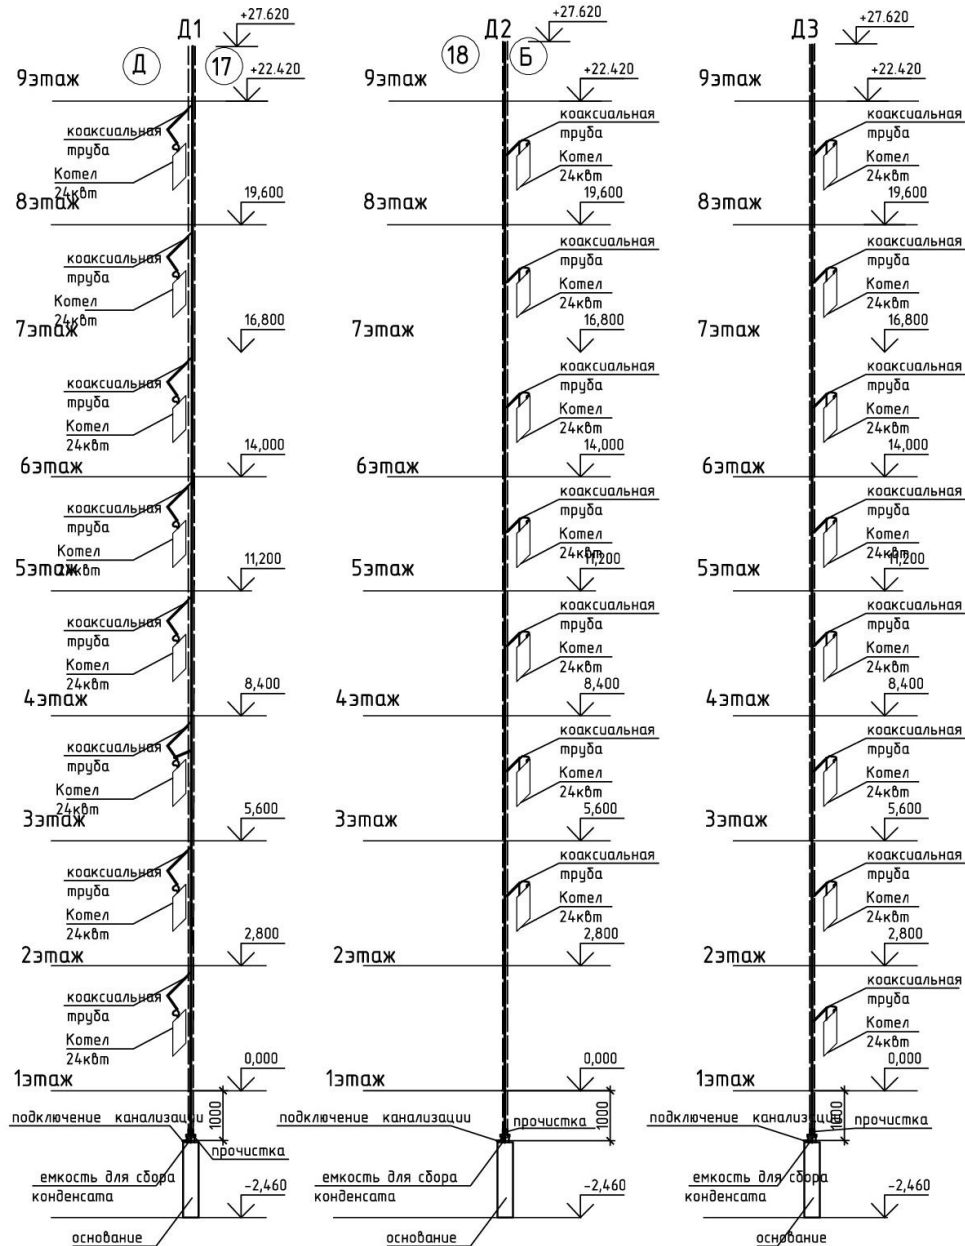 Д1
+27.620
Д
17
9этаж
+22.420
коаксиальная
труба
Котел
24квт
8этаж
19,600
коаксиальная
труба
Котел
24квт
7этаж
16,800
коаксиальная
труба
Котел
24квт
6этаж
14,000
коаксиальная
труба
Котел
24квт
5этаж
11,200
коаксиальная
труба
Котел
24квт
4этаж
8,400
коаксиальная
труба
Котел
24квт
3этаж
5,600
коаксиальная
труба
Котел
24квт
2этаж
2,800
коаксиальная
труба
Котел
24квт
1этаж
0,000
1000
подключение канализации
прочистка
емкость для сбора
конденсата
-2,460
основание
Д2
+27.620
18
Б
9этаж
+22.420
коаксиальная
труба
Котел
24квт
8этаж
19,600
коаксиальная
труба
Котел
24квт
7этаж
16,800
коаксиальная
труба
Котел
24квт
6этаж
14,000
коаксиальная
труба
Котел
24квт
5этаж
11,200
коаксиальная
труба
Котел
24квт
4этаж
8,400
коаксиальная
труба
Котел
24квт
3этаж
5,600
коаксиальная
труба
Котел
24квт
2этаж
2,800
1этаж
0,000
1000
подключение канализации
прочистка
емкость для сбора
конденсата
-2,460
основание
Д3
+27.620
9этаж
+22.420
коаксиальная
труба
Котел
24квт
8этаж
19,600
коаксиальная
труба
Котел
24квт
7этаж
16,800
коаксиальная
труба
Котел
24квт
6этаж
14,000
коаксиальная
труба
Котел
24квт
5этаж
11,200
коаксиальная
труба
Котел
24квт
4этаж
8,400
коаксиальная
труба
Котел
24квт
3этаж
5,600
коаксиальная
труба
Котел
24квт
2этаж
2,800
коаксиальная
труба
Котел
24квт
1этаж
0,000
1000
подключение канализации
прочистка
емкость для сбора
конденсата
-2,460
основание